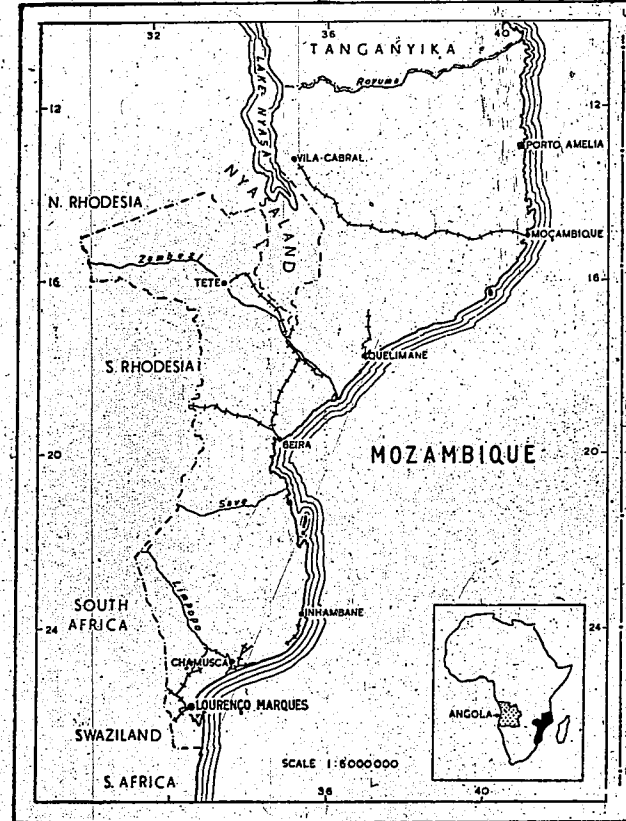 32 36 40
TANGANYIKA
Rovuma
LAKE NYASA
12 12
PORTO AMELIA
VILA-CABRAL
NYASALAND
N. RHODESIA
MOÇAMBIQUE
Zambezi
16 16
TETE
S. RHODESIA
QUELIMANE
BEIRA
MOZAMBIQUE
20 20
Save
Limpopo
SOUTH
AFRICA
INHAMBANE
24 24
CHAMUSCA
LOURENÇO MARQUES
ANGOLA
SWAZILAND
SCALE 1:6000000
S. AFRICA
36 40